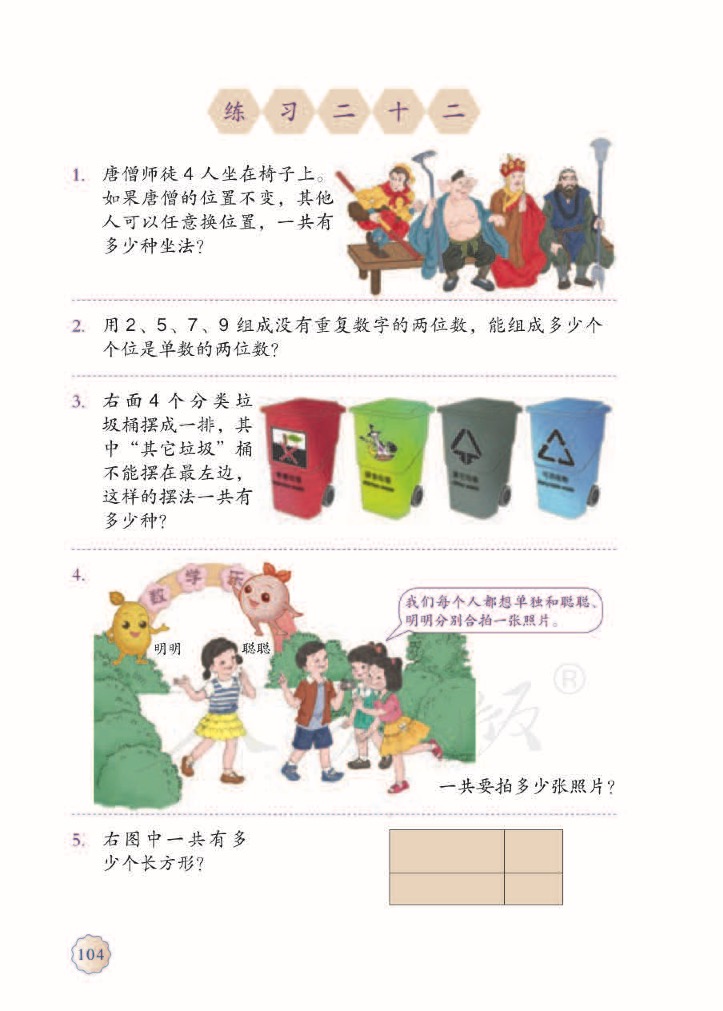 练习二十二
1. 唐僧师徒 4 人坐在椅子上。
如果唐僧的位置不变，其他
人可以任意换位置，一共有
多少种坐法？
2. 用 2、5、7、9 组成没有重复数字的两位数，能组成多少个
个位是单数的两位数？
3. 右面 4 个分类垃
圾桶摆成一排，其
中“其它垃圾”桶
不能摆在最左边，
这样的摆法一共有
多少种？
4.
数学乐
我们每个人都想单独和聪聪、
明明分别合拍一张照片。
明明
聪聪
一共要拍多少张照片？
5. 右图中一共有多
少个长方形？
104